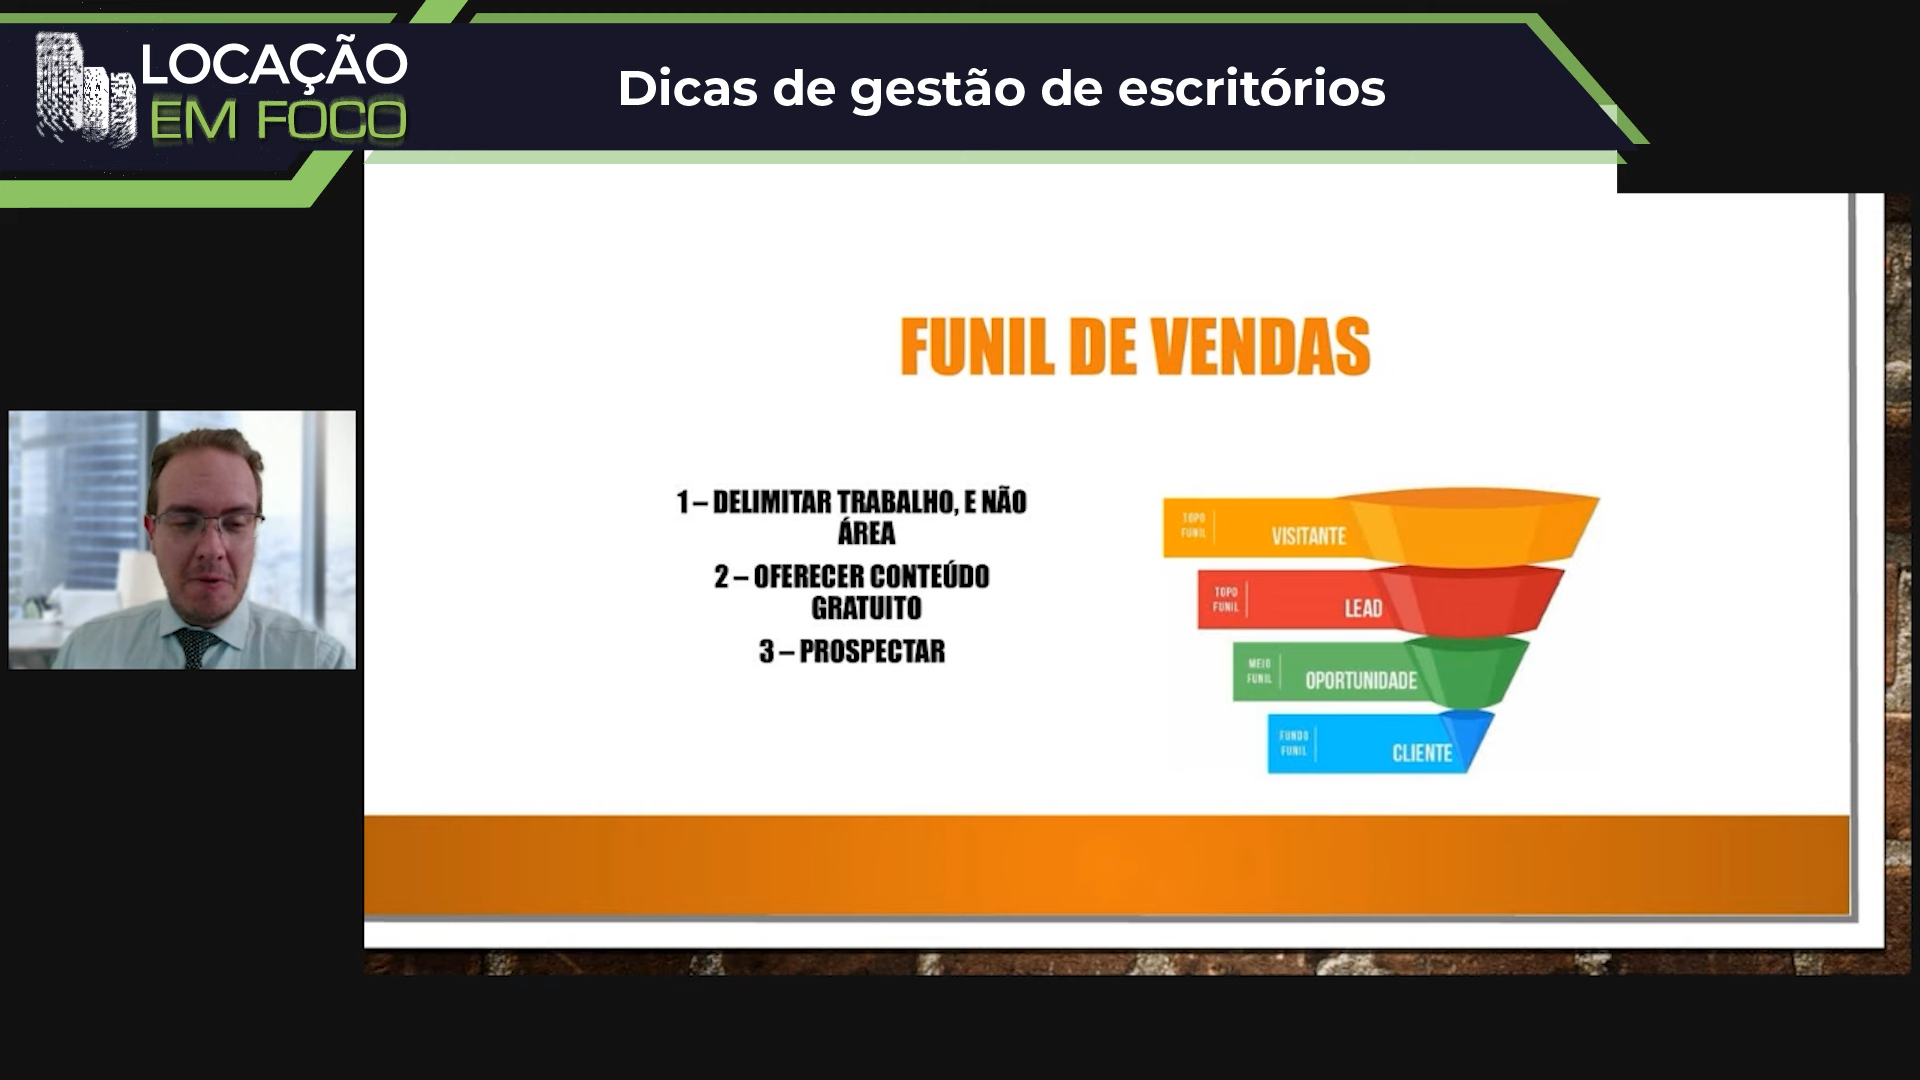 LOCAÇÃO
EM FOCO
Dicas de gestão de escritórios
FUNIL DE VENDAS
1 – DELIMITAR TRABALHO, E NÃO
ÁREA
2 – OFERECER CONTEÚDO
GRATUITO
3 – PROSPECTAR
TOPO
FUNIL
VISITANTE
TOPO
FUNIL
LEAD
MEIO
FUNIL
OPORTUNIDADE
FUNDO
FUNIL
CLIENTE